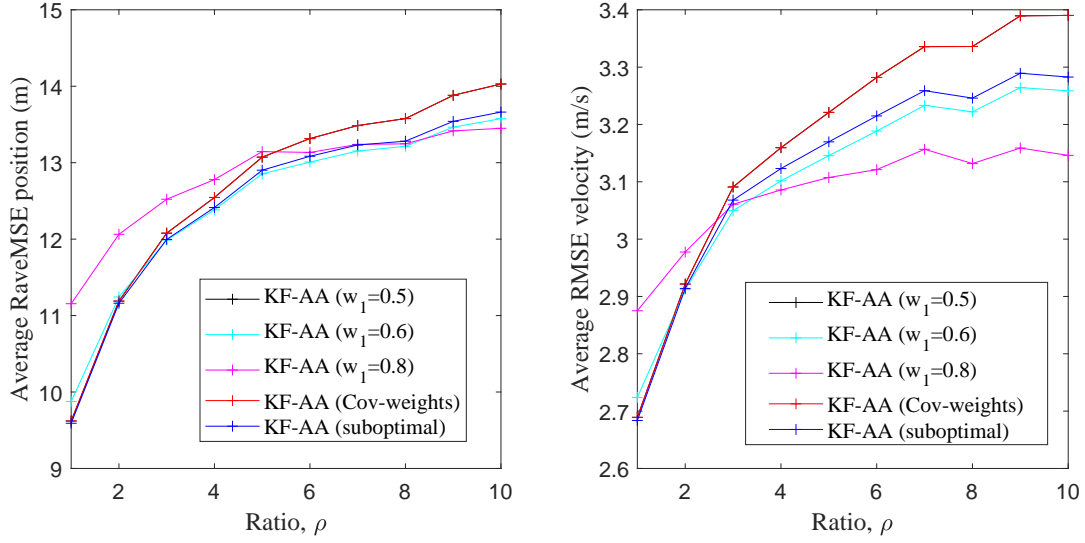 15
14
13
12
11
10
9
2
4
6
8
10
Average RaveMSE position (m)
Ratio, ρ
KF-AA (w1=0.5)
KF-AA (w1=0.6)
KF-AA (w1=0.8)
KF-AA (Cov-weights)
KF-AA (suboptimal)
3.4
3.3
3.2
3.1
3
2.9
2.8
2.7
2.6
2
4
6
8
10
Average RMSE velocity (m/s)
Ratio, ρ
KF-AA (w1=0.5)
KF-AA (w1=0.6)
KF-AA (w1=0.8)
KF-AA (Cov-weights)
KF-AA (suboptimal)